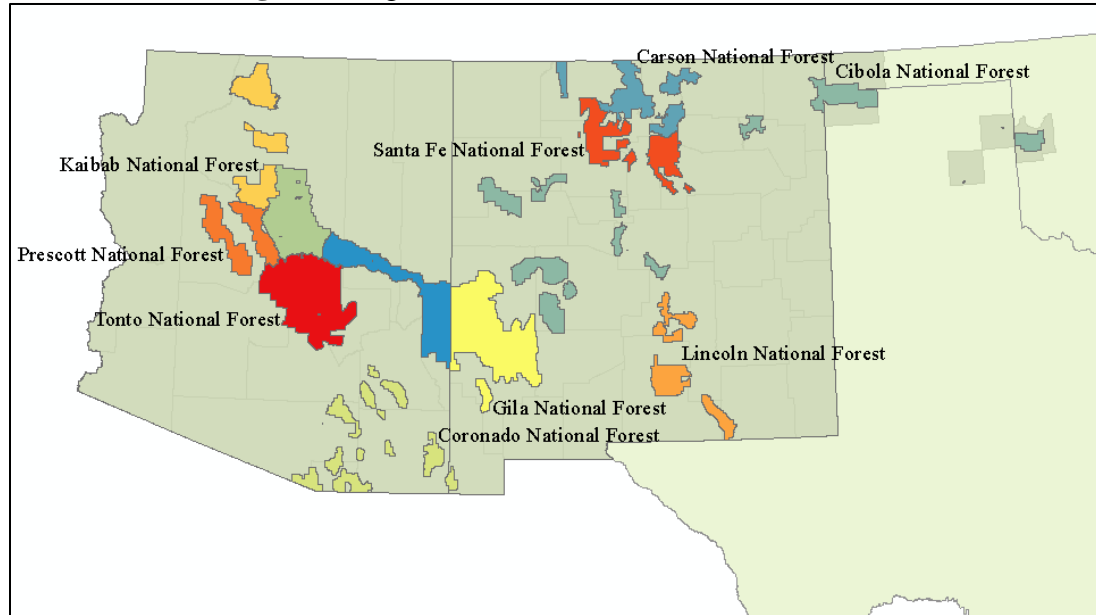 Carson National Forest
Cibola National Forest
Santa Fe National Forest
Kaibab National Forest
Prescott National Forest
Tonto National Forest
Lincoln National Forest
Gila National Forest
Coronado National Forest